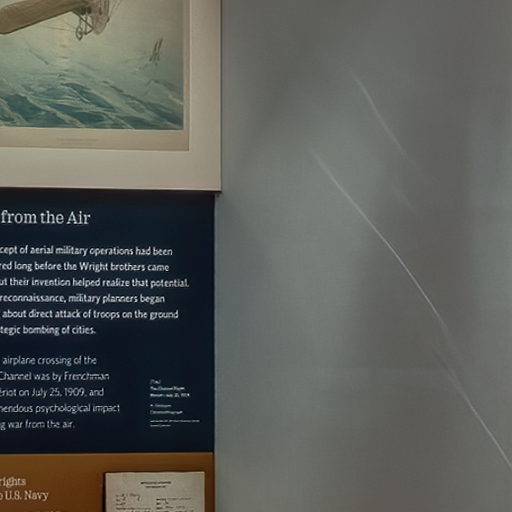 from the Air
cept of aerial military operations had been
red long before the Wright brothers came
ut their invention helped realize that potential.
reconnaissance, military planners began
about direct attack of troops on the ground
tegic bombing of cities.
airplane crossing of the
Channel was by Frenchman
ériot on July 25, 1909, and
mendous psychological impact
g war from the air.
rights
o U.S. Navy